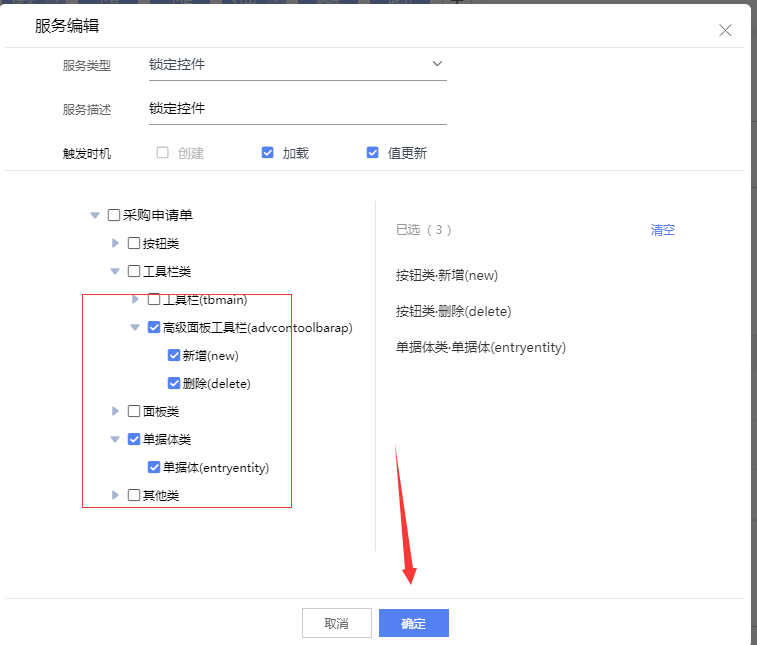 服务编辑
服务类型 锁定控件
服务描述 锁定控件
触发时机 创建 加载 值更新
采购申请单
按钮类
工具栏类
工具栏(tbmain)
高级面板工具栏(advcontoolbarap)
新增(new)
删除(delete)
面板类
单据体类
单据体(entryentity)
其他类
已选（3） 清空
按钮类·新增(new)
按钮类·删除(delete)
单据体类·单据体(entryentity)
取消 确定